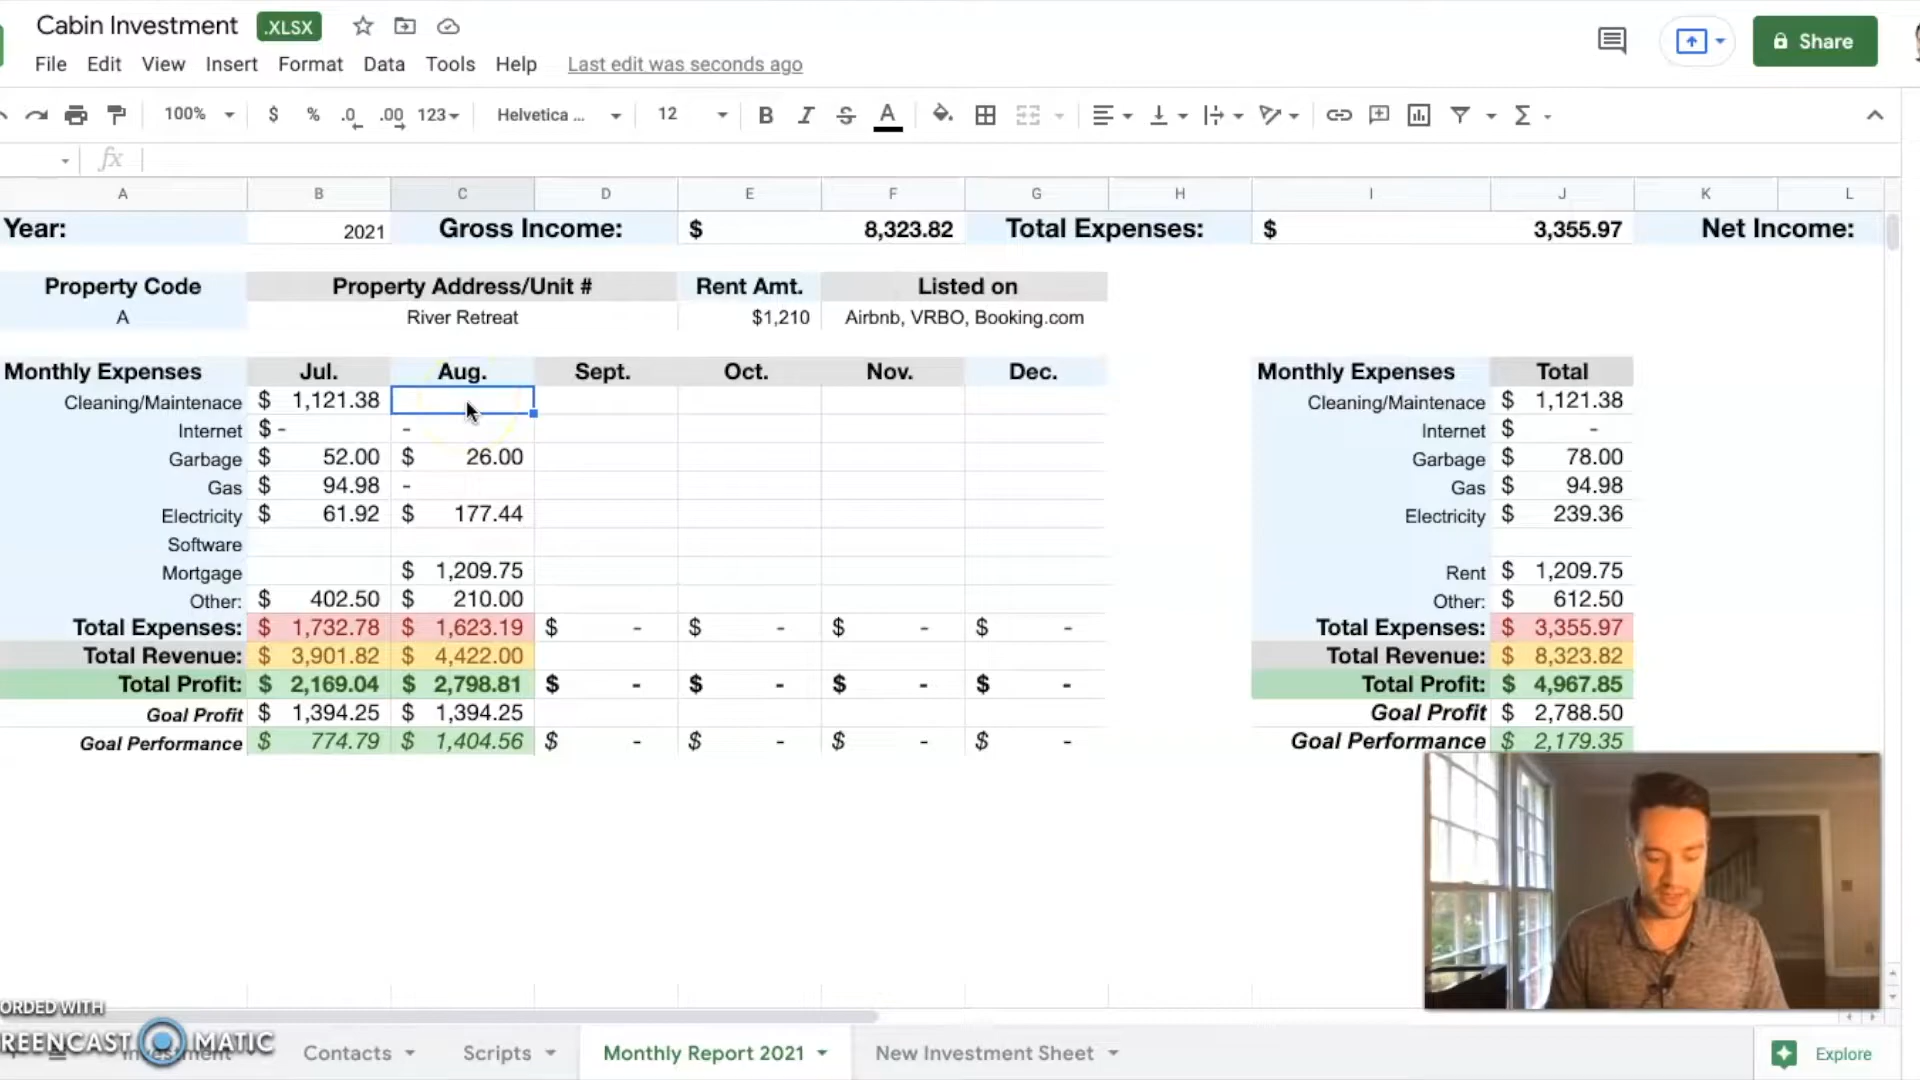 Cabin Investment .XLSX
Share
File Edit View Insert Format Data Tools Help Last edit was seconds ago
100% $ % .0 .00 123 Helvetica ... 12 B I S A Σ
fx
A B C D E F G H I J K L
Year: 2021 Gross Income: $ 8,323.82 Total Expenses: $ 3,355.97 Net Income:
Property Code Property Address/Unit # Rent Amt. Listed on
A River Retreat $1,210 Airbnb, VRBO, Booking.com
Monthly Expenses Jul. Aug. Sept. Oct. Nov. Dec. Monthly Expenses Total
Cleaning/Maintenace $ 1,121.38 Cleaning/Maintenace $ 1,121.38
Internet $ - - Internet $ -
Garbage $ 52.00 $ 26.00 Garbage $ 78.00
Gas $ 94.98 - Gas $ 94.98
Electricity $ 61.92 $ 177.44 Electricity $ 239.36
Software
Mortgage $ 1,209.75 Rent $ 1,209.75
Other: $ 402.50 $ 210.00 Other: $ 612.50
Total Expenses: $ 1,732.78 $ 1,623.19 $ - $ - $ - $ - Total Expenses: $ 3,355.97
Total Revenue: $ 3,901.82 $ 4,422.00 Total Revenue: $ 8,323.82
Total Profit: $ 2,169.04 $ 2,798.81 $ - $ - $ - $ - Total Profit: $ 4,967.85
Goal Profit $ 1,394.25 $ 1,394.25 Goal Profit $ 2,788.50
Goal Performance $ 774.79 $ 1,404.56 $ - $ - $ - $ - Goal Performance $ 2,179.35
ORDED WITH
REENCAST MATIC
Contacts Scripts Monthly Report 2021 New Investment Sheet Explore